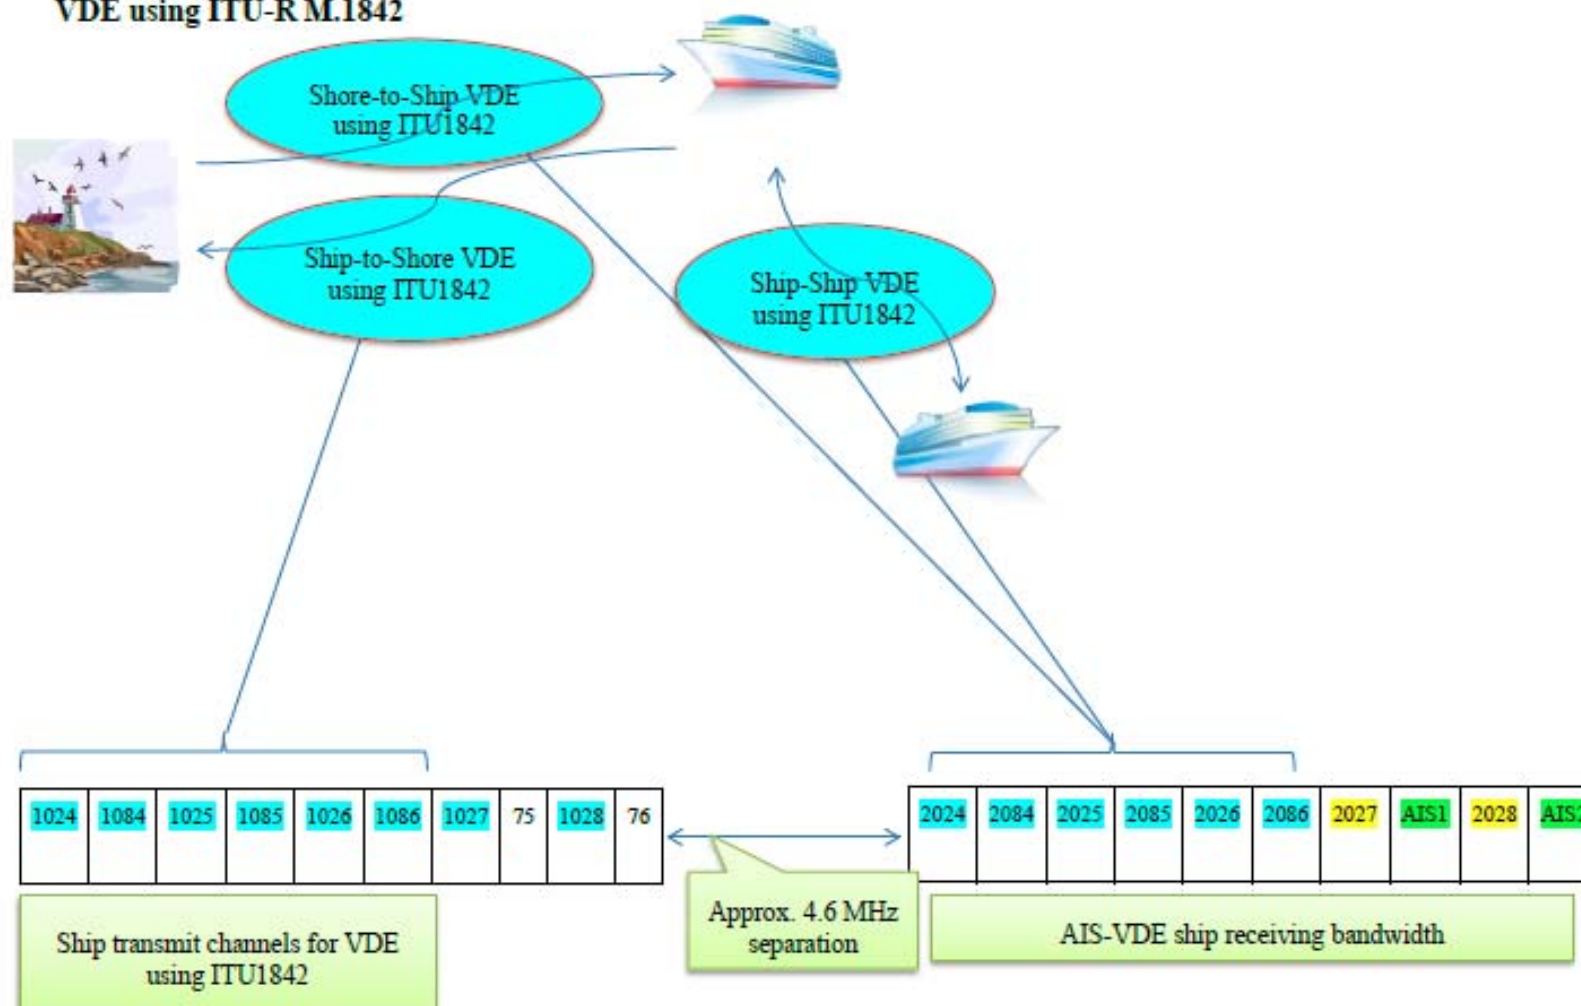 VDE using ITU-R M.1842
Shore-to-Ship VDE
using ITU1842
Ship-to-Shore VDE
using ITU1842
Ship-Ship VDE
using ITU1842
1024 1084 1025 1085 1026 1086 1027 75 1028 76
2024 2084 2025 2085 2026 2086 2027 AIS1 2028 AIS2
Approx. 4.6 MHz
separation
Ship transmit channels for VDE
using ITU1842
AIS-VDE ship receiving bandwidth